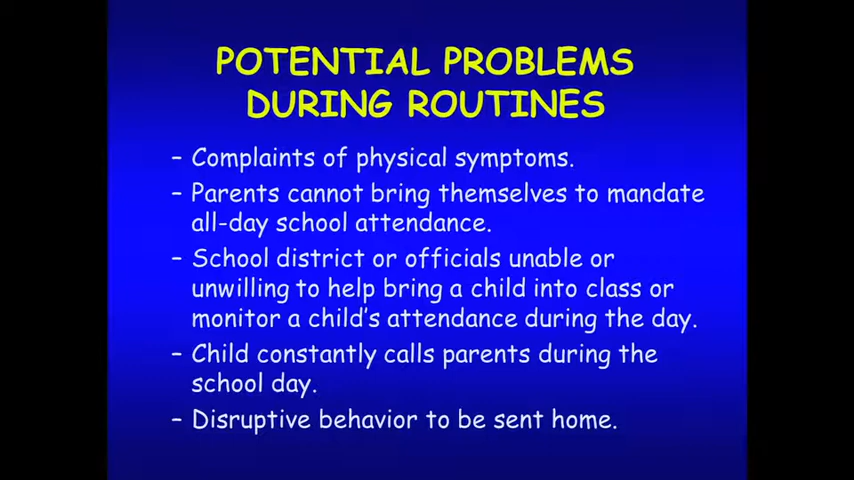 POTENTIAL PROBLEMS
DURING ROUTINES
– Complaints of physical symptoms.
– Parents cannot bring themselves to mandate
all-day school attendance.
– School district or officials unable or
unwilling to help bring a child into class or
monitor a child's attendance during the day.
– Child constantly calls parents during the
school day.
– Disruptive behavior to be sent home.